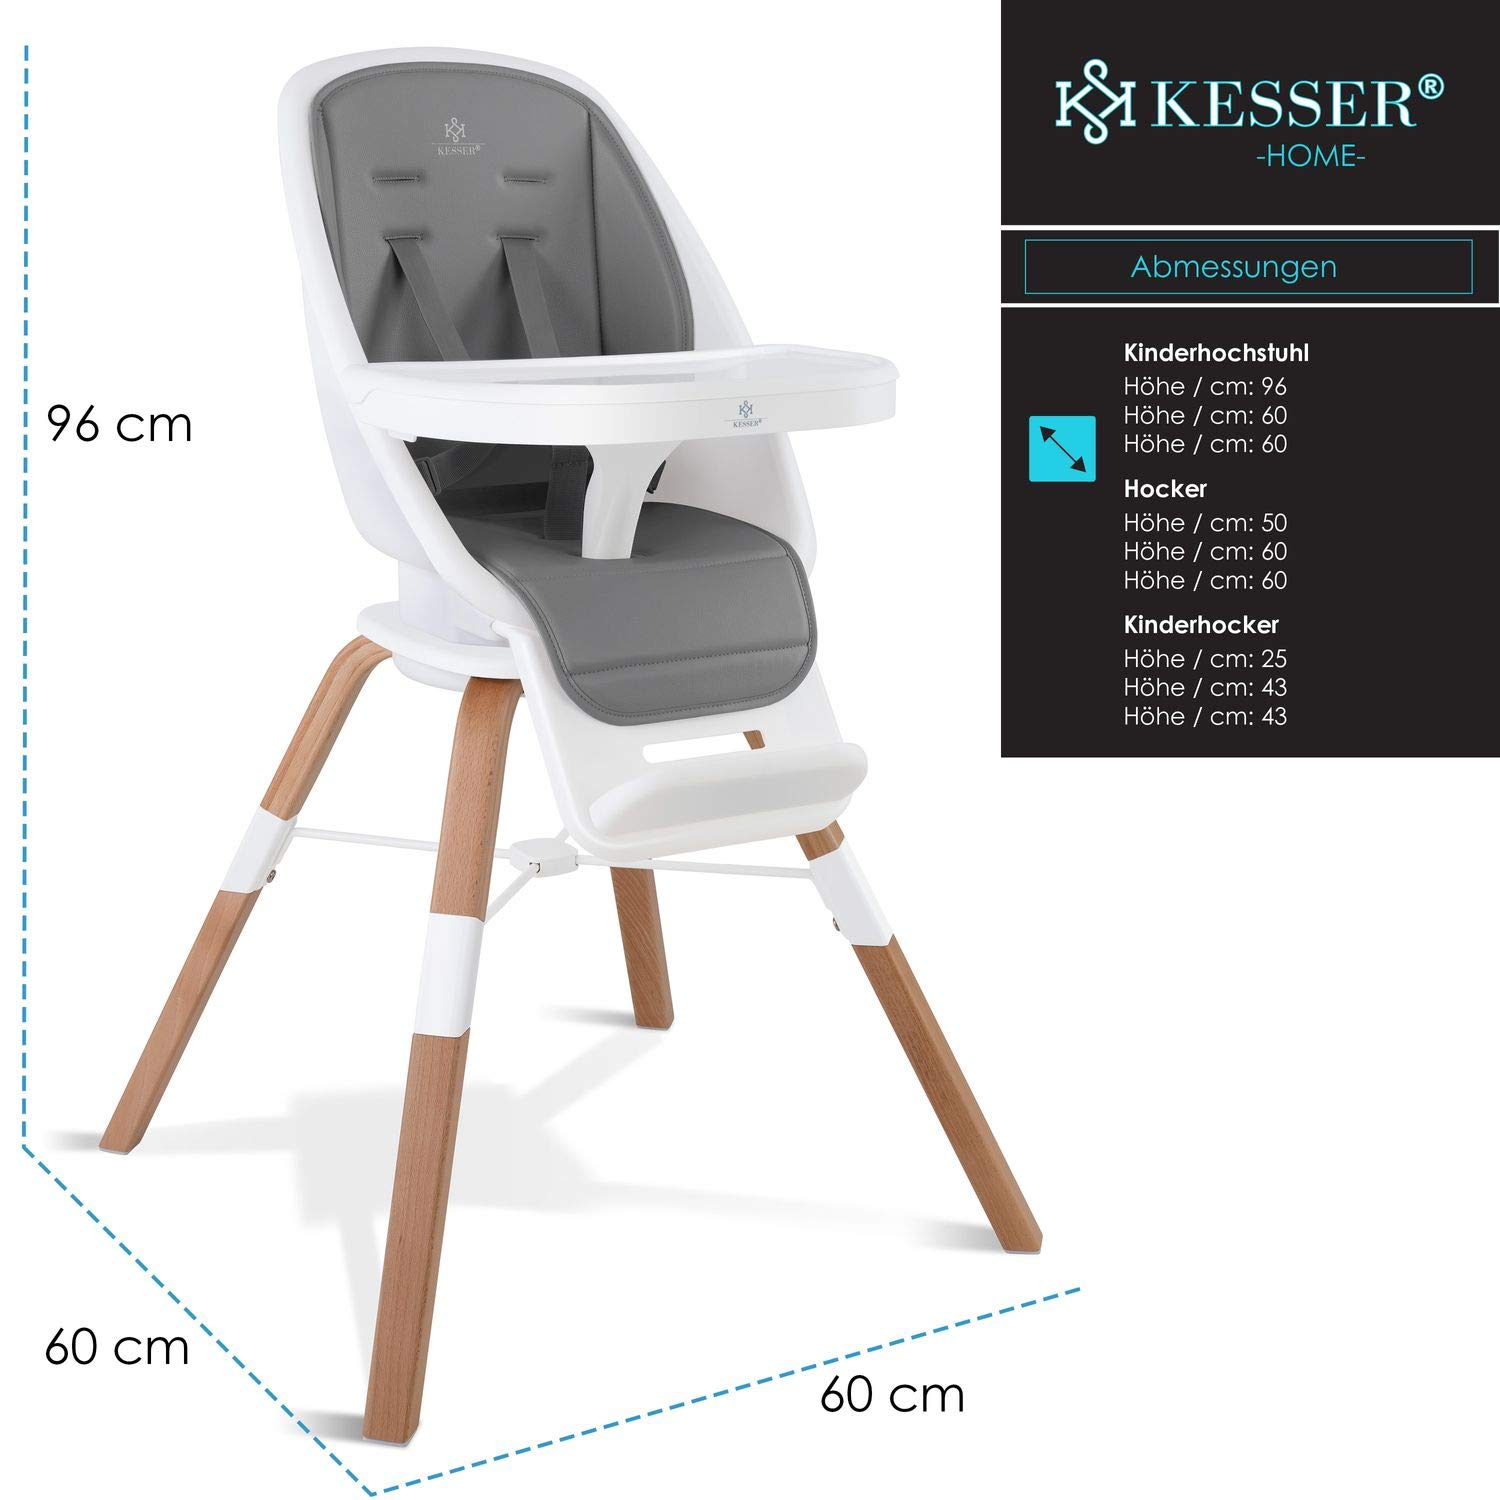 KESSER®
-HOME-
Abmessungen
Kinderhochstuhl
Höhe / cm: 96
Höhe / cm: 60
Höhe / cm: 60
Hocker
Höhe / cm: 50
Höhe / cm: 60
Höhe / cm: 60
Kinderhocker
Höhe / cm: 25
Höhe / cm: 43
Höhe / cm: 43
KESSER®
KESSER®
96 cm
60 cm
60 cm